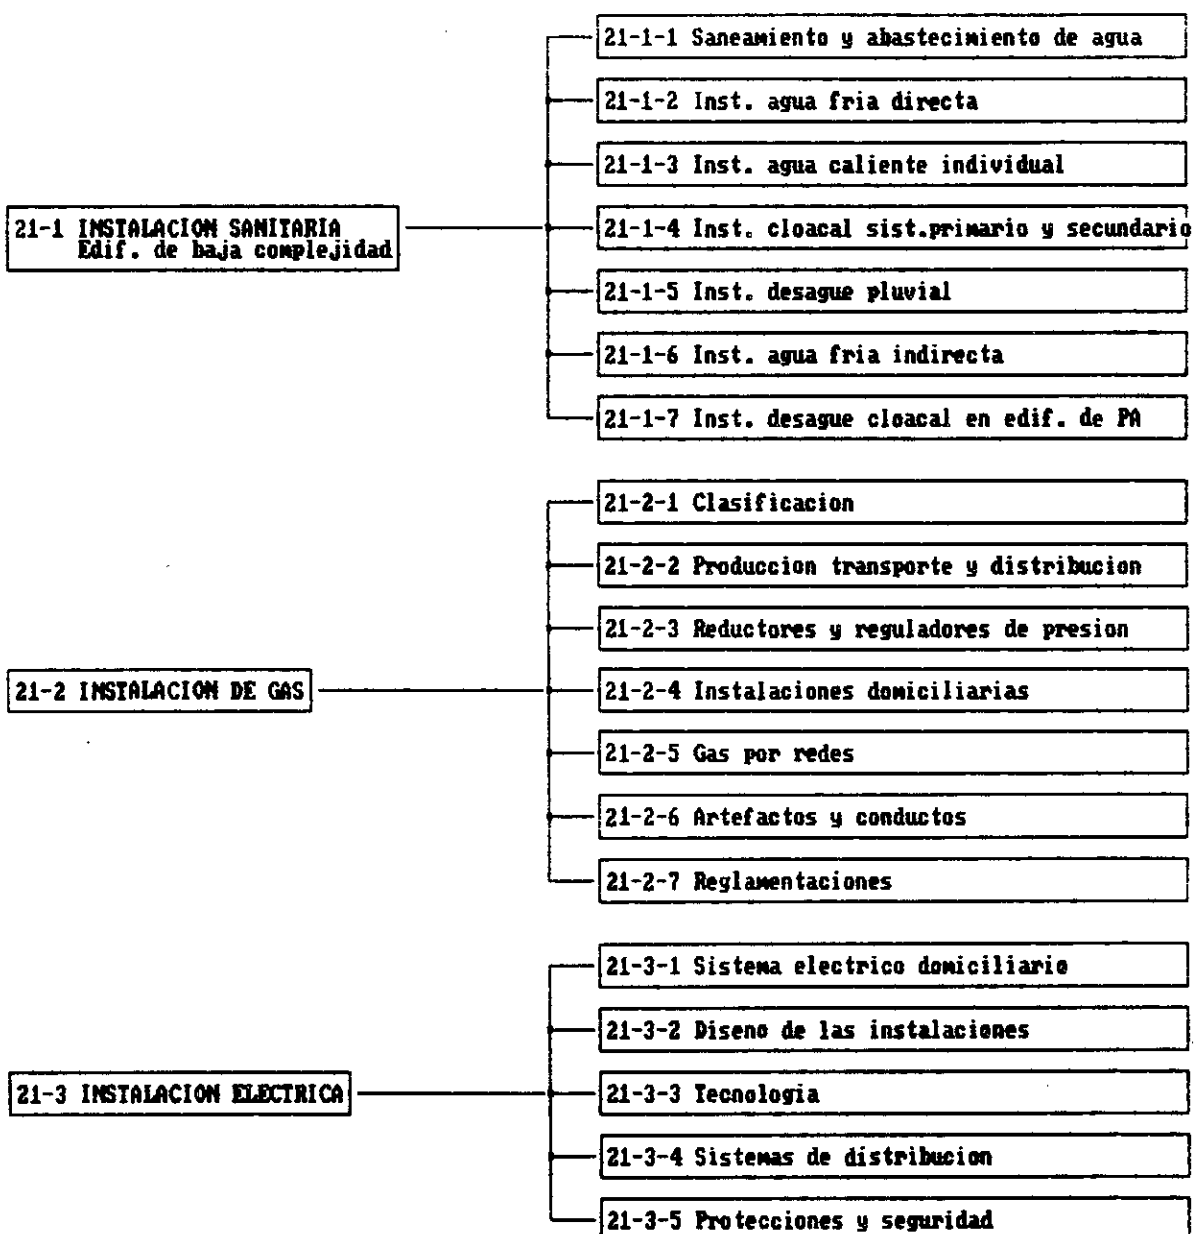 21-1-1 Saneamiento y abastecimiento de agua
21-1-2 Inst. agua fria directa
21-1-3 Inst. agua caliente individual
21-1 INSTALACION SANITARIA
Edif. de baja complejidad
21-1-4 Inst. cloacal sist.primario y secundario
21-1-5 Inst. desague pluvial
21-1-6 Inst. agua fria indirecta
21-1-7 Inst. desague cloacal en edif. de PA
21-2-1 Clasificacion
21-2-2 Produccion transporte y distribucion
21-2-3 Reductores y reguladores de presion
21-2 INSTALACION DE GAS
21-2-4 Instalaciones domiciliarias
21-2-5 Gas por redes
21-2-6 Artefactos y conductos
21-2-7 Reglamentaciones
21-3-1 Sistema electrico domiciliario
21-3-2 Diseno de las instalaciones
21-3 INSTALACION ELECTRICA
21-3-3 Tecnologia
21-3-4 Sistemas de distribucion
21-3-5 Protecciones y seguridad